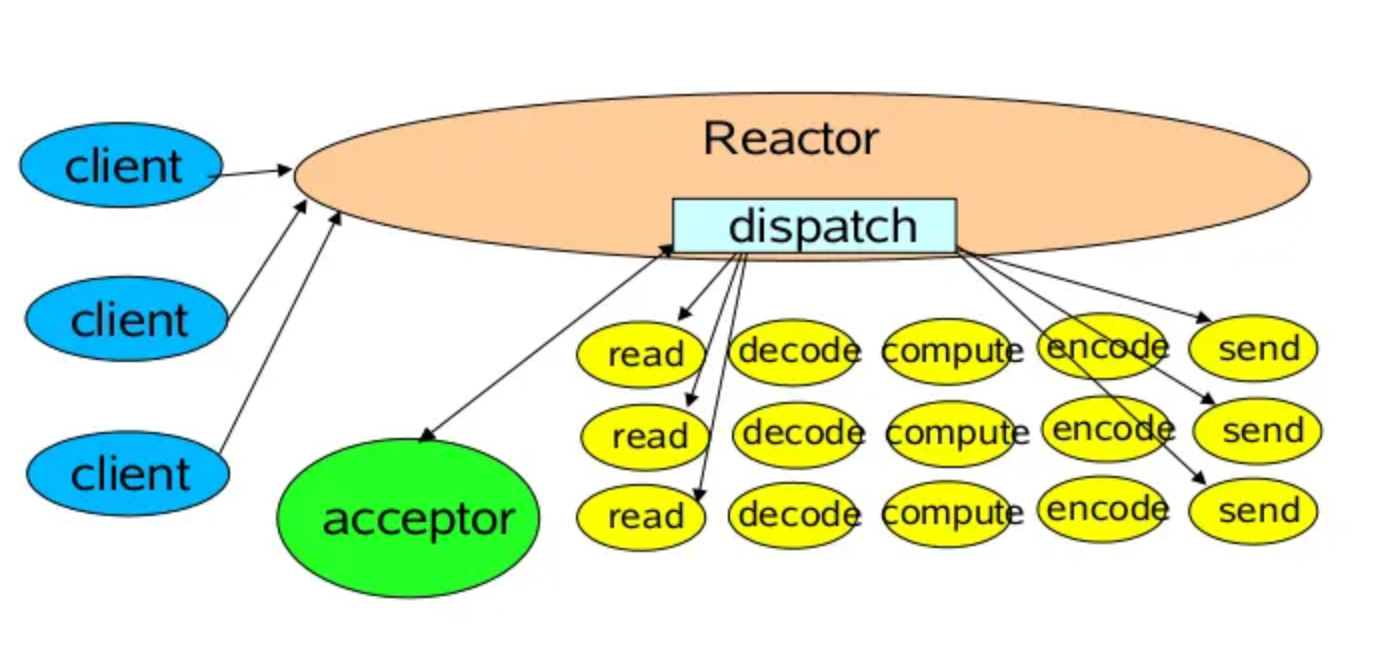 Reactor
client
dispatch
client
read decode compute encode send
read decode compute encode send
client
acceptor
read decode compute encode send